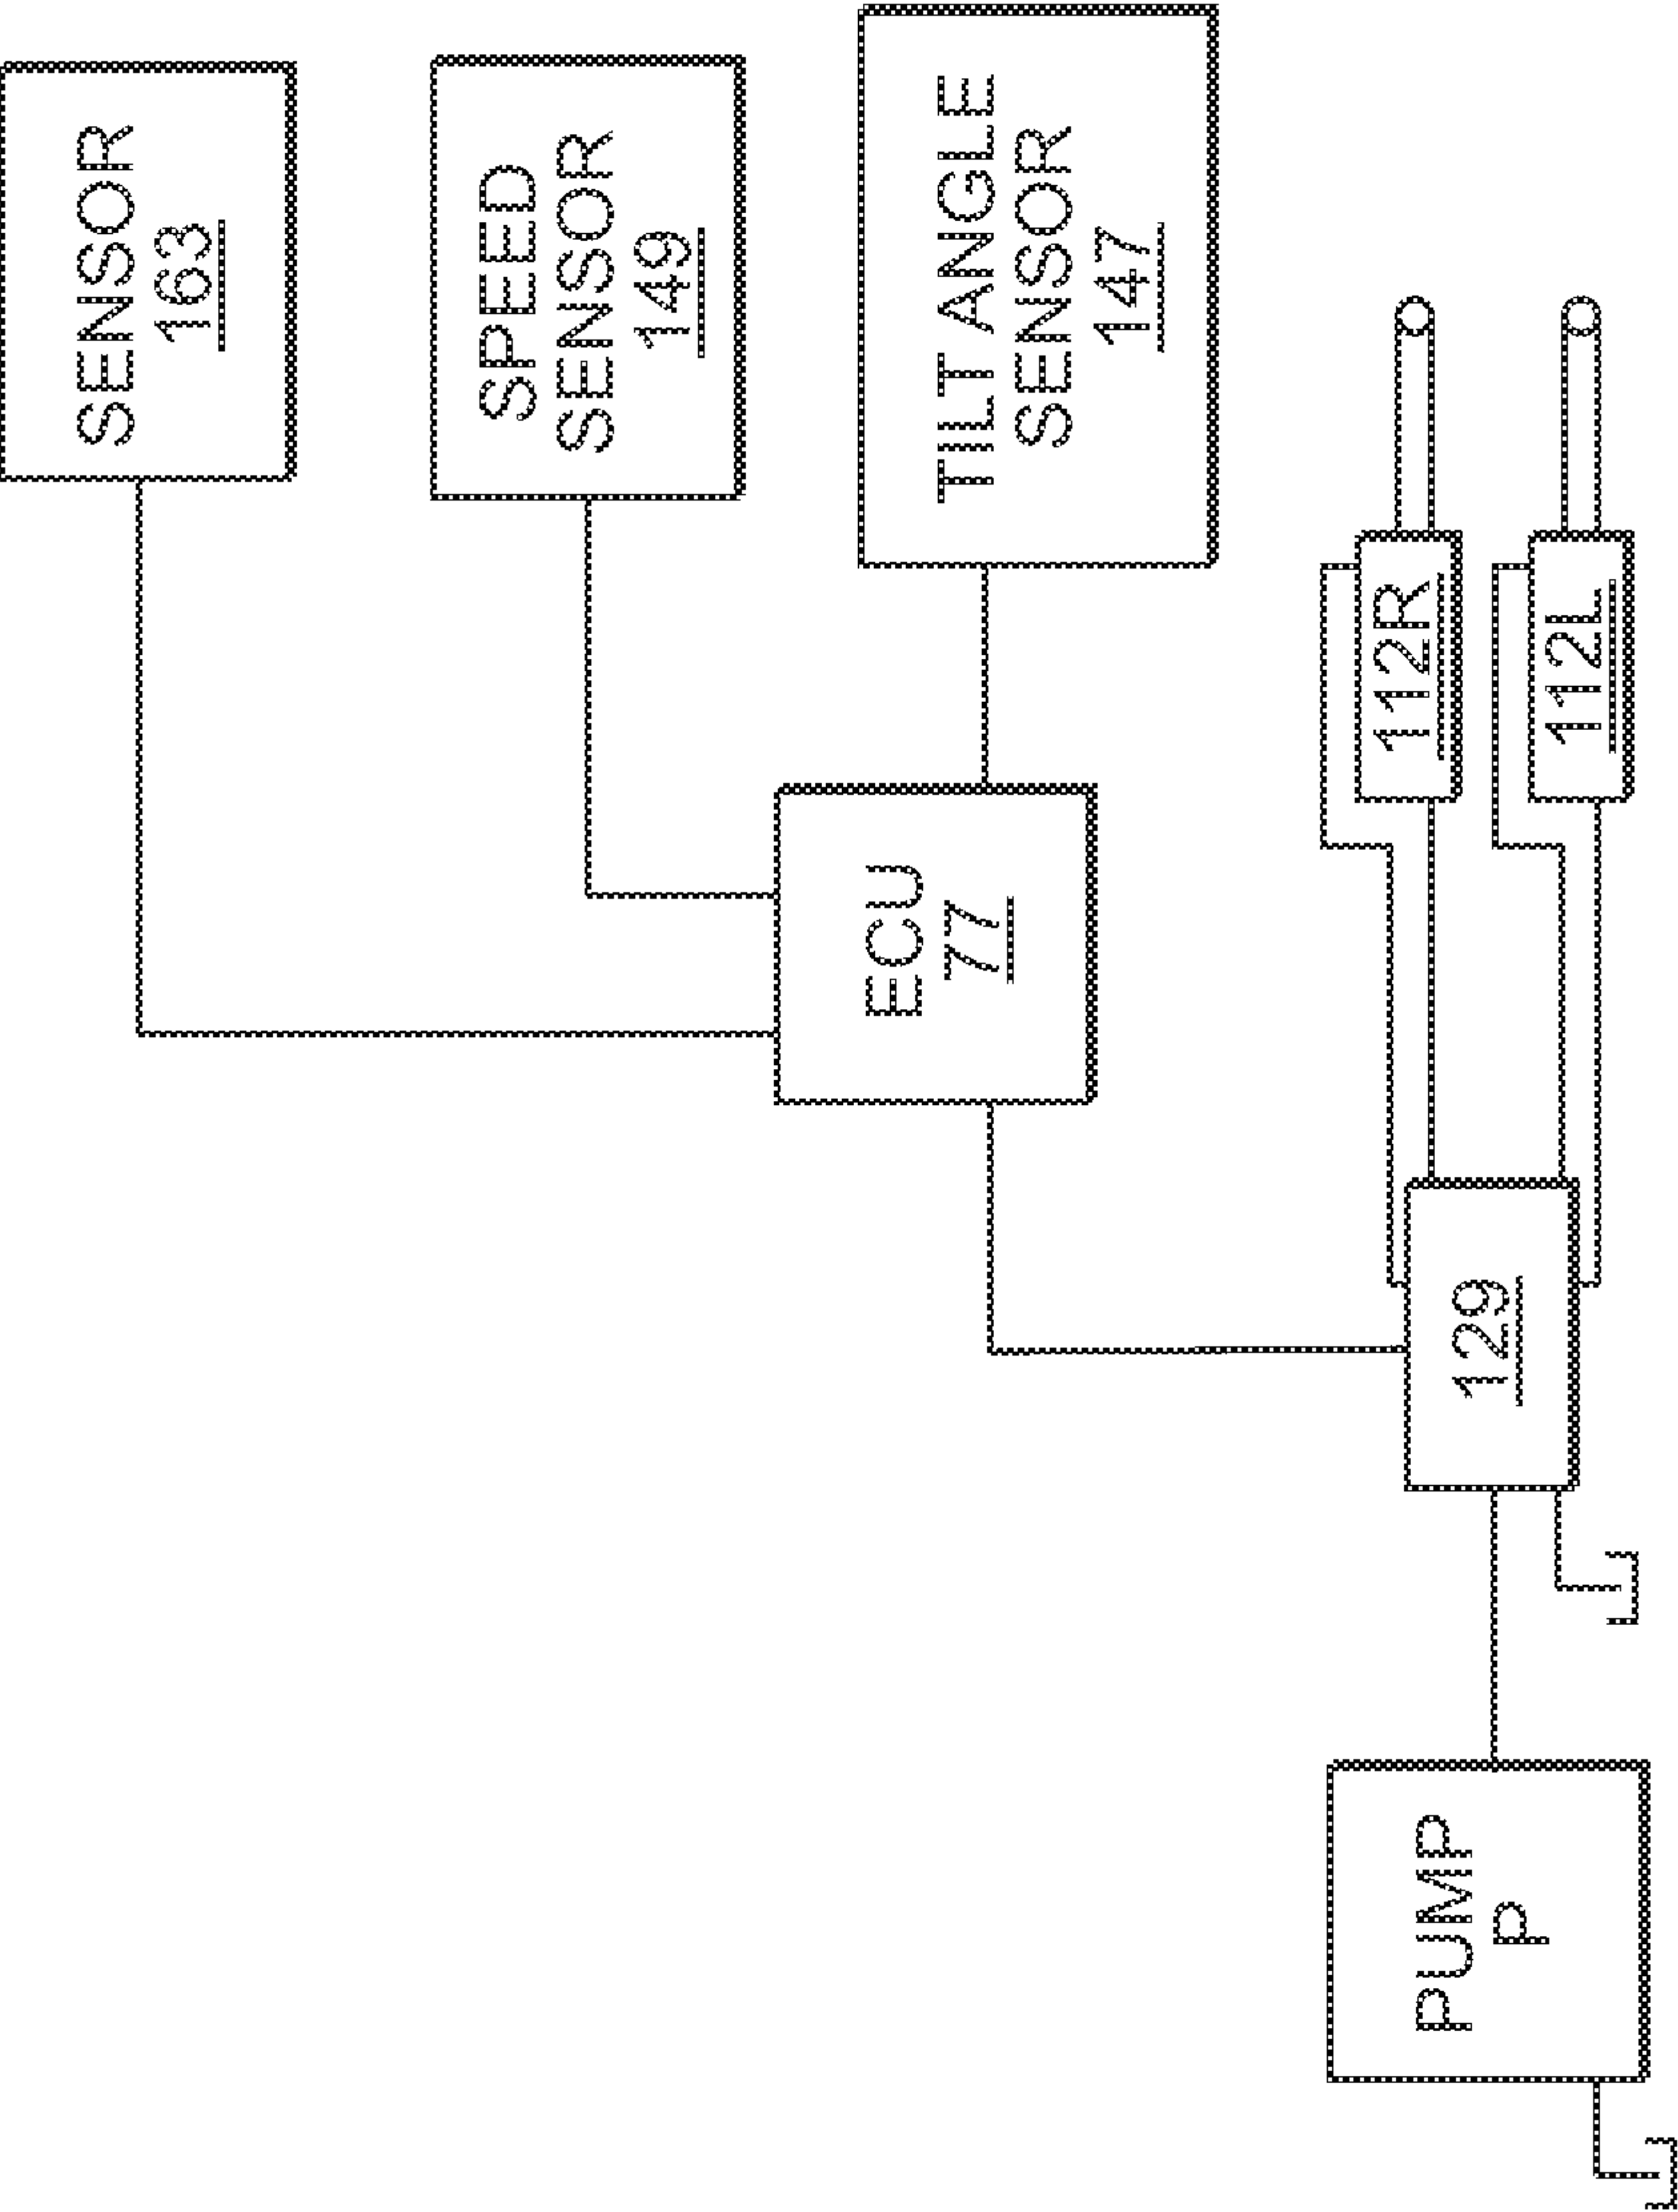 SENSOR
163
SPEED
SENSOR
149
TILT ANGLE
SENSOR
147
ECU
77
112R
112L
129
PUMP
P